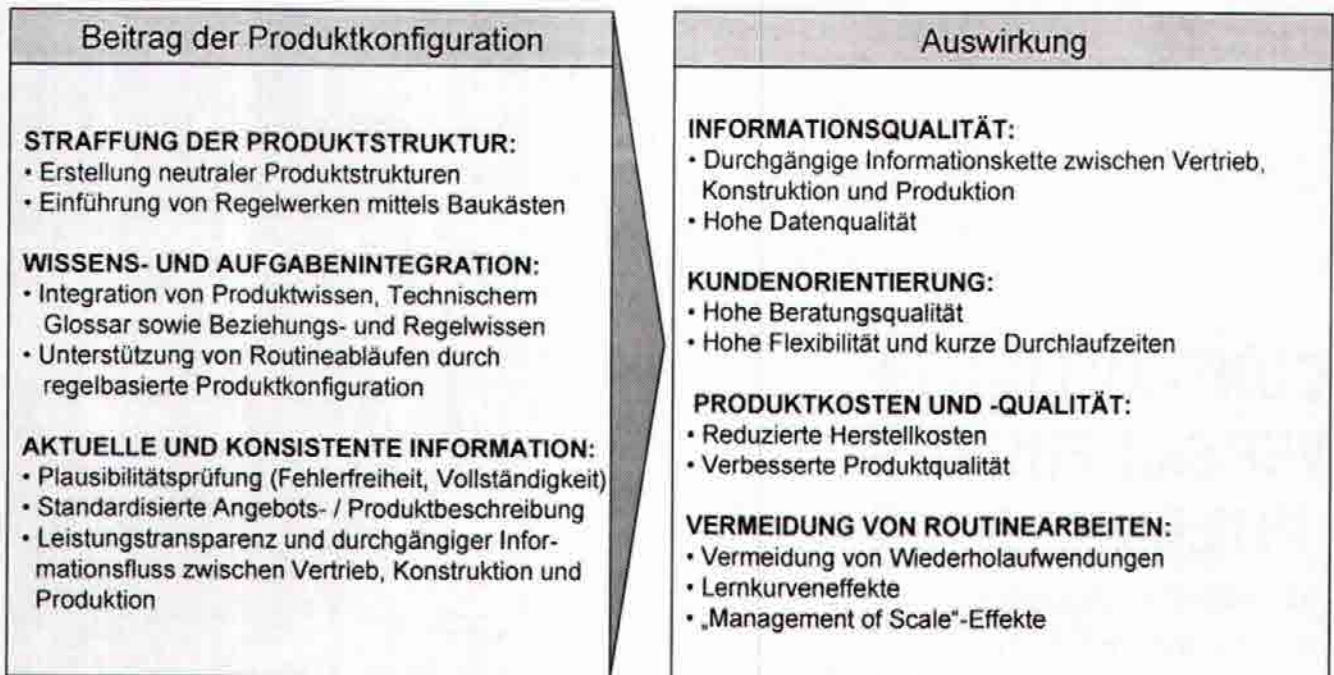 Beitrag der Produktkonfiguration
STRAFFUNG DER PRODUKTSTRUKTUR:
• Erstellung neutraler Produktstrukturen
• Einführung von Regelwerken mittels Baukästen
WISSENS- UND AUFGABENINTEGRATION:
• Integration von Produktwissen, Technischem
Glossar sowie Beziehungs- und Regelwissen
• Unterstützung von Routineabläufen durch
regelbasierte Produktkonfiguration
AKTUELLE UND KONSISTENTE INFORMATION:
• Plausibilitätsprüfung (Fehlerfreiheit, Vollständigkeit)
• Standardisierte Angebots- / Produktbeschreibung
• Leistungstransparenz und durchgängiger Infor-
mationsfluss zwischen Vertrieb, Konstruktion und
Produktion
Auswirkung
INFORMATIONSQUALITÄT:
• Durchgängige Informationskette zwischen Vertrieb,
Konstruktion und Produktion
• Hohe Datenqualität
KUNDENORIENTIERUNG:
• Hohe Beratungsqualität
• Hohe Flexibilität und kurze Durchlaufzeiten
PRODUKTKOSTEN UND -QUALITÄT:
• Reduzierte Herstellkosten
• Verbesserte Produktqualität
VERMEIDUNG VON ROUTINEARBEITEN:
• Vermeidung von Wiederholaufwendungen
• Lernkurveneffekte
• „Management of Scale"-Effekte